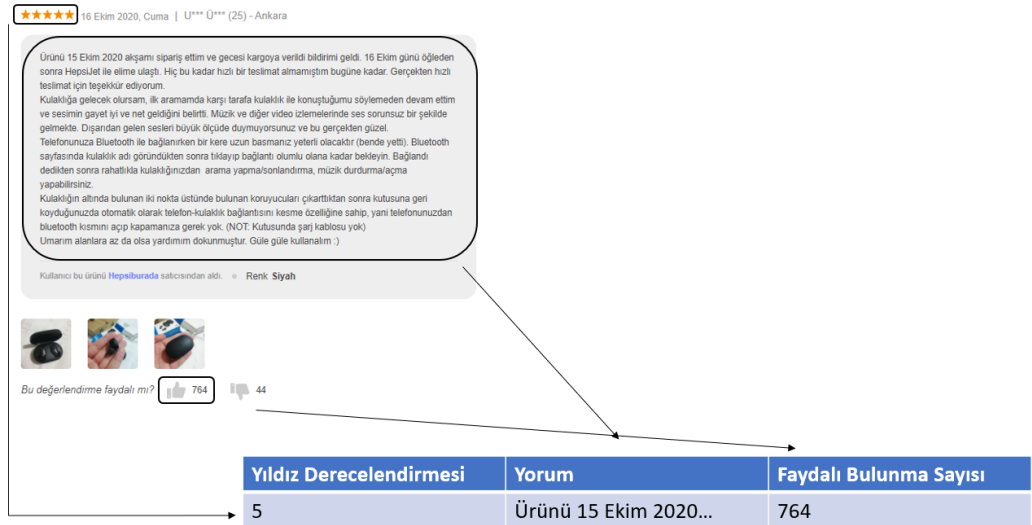 ★★★★★ 16 Ekim 2020, Cuma | U*** Ü*** (25) - Ankara
Ürünü 15 Ekim 2020 akşamı sipariş ettim ve gecesi kargoya verildi bildirimi geldi. 16 Ekim günü öğleden
sonra HepsiJet ile elime ulaştı. Hiç bu kadar hızlı bir teslimat almamıştım bugüne kadar. Gerçekten hızlı
teslimat için teşekkür ediyorum.
Kulaklığa gelecek olursam, ilk aramamda karşı tarafa kulaklık ile konuştuğumu söylemeden devam ettim
ve sesimin gayet iyi ve net geldiğini belirtti. Müzik ve diğer video izlemelerinde ses sorunsuz bir şekilde
gelmekte. Dışarıdan gelen sesleri büyük ölçüde duymuyorsunuz ve bu gerçekten güzel.
Telefonunuza Bluetooth ile bağlanırken bir kere uzun basmanız yeterli olacaktır (bende yetti). Bluetooth
sayfasında kulaklık adı göründükten sonra tıklayıp bağlantı olumlu olana kadar bekleyin. Bağlandı
dedikten sonra rahatlıkla kulaklığınızdan arama yapma/sonlandırma, müzik durdurma/açma
yapabilirsiniz.
Kulaklığın altında bulunan iki nokta üstünde bulunan koruyucuları çıkarttıktan sonra kutusuna geri
koyduğunuzda otomatik olarak telefon-kulaklık bağlantısını kesme özelliğine sahip, yani telefonunuzdan
bluetooth kısmını açıp kapamanıza gerek yok. (NOT: Kutusunda şarj kablosu yok)
Umarım alanlara az da olsa yardımım dokunmuştur. Güle güle kullanalım :)
Kullanıcı bu ürünü Hepsiburada satıcısından aldı. Renk Siyah
Bu değerlendirme faydalı mı? 764 44
Yıldız Derecelendirmesi Yorum Faydalı Bulunma Sayısı
5 Ürünü 15 Ekim 2020... 764